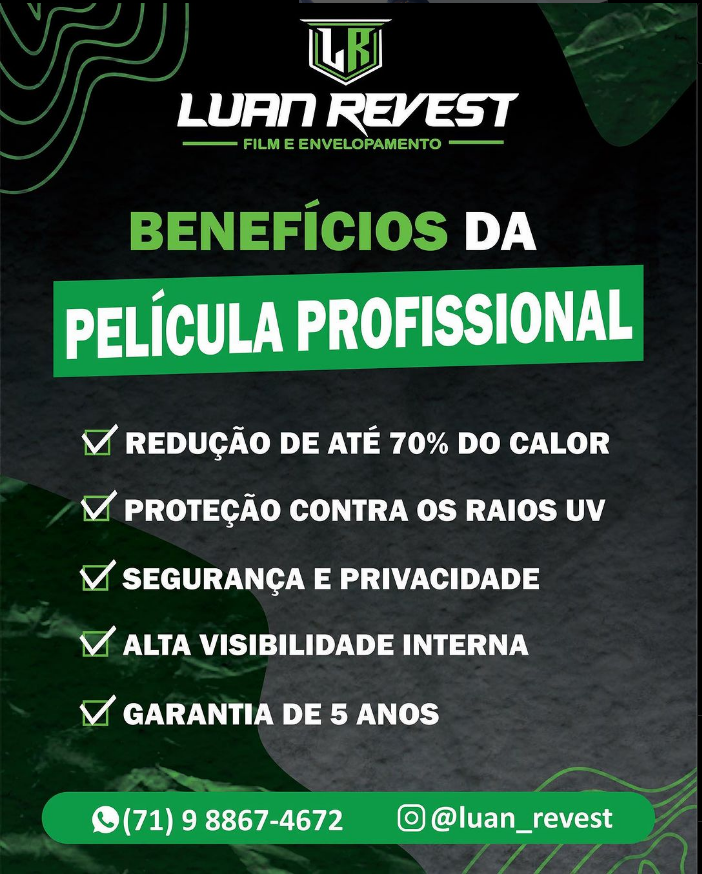 LR
LUAN REVEST
FILM E ENVELOPAMENTO
BENEFÍCIOS DA
PELÍCULA PROFISSIONAL
REDUÇÃO DE ATÉ 70% DO CALOR
PROTEÇÃO CONTRA OS RAIOS UV
SEGURANÇA E PRIVACIDADE
ALTA VISIBILIDADE INTERNA
GARANTIA DE 5 ANOS
(71) 9 8867-4672 @luan_revest